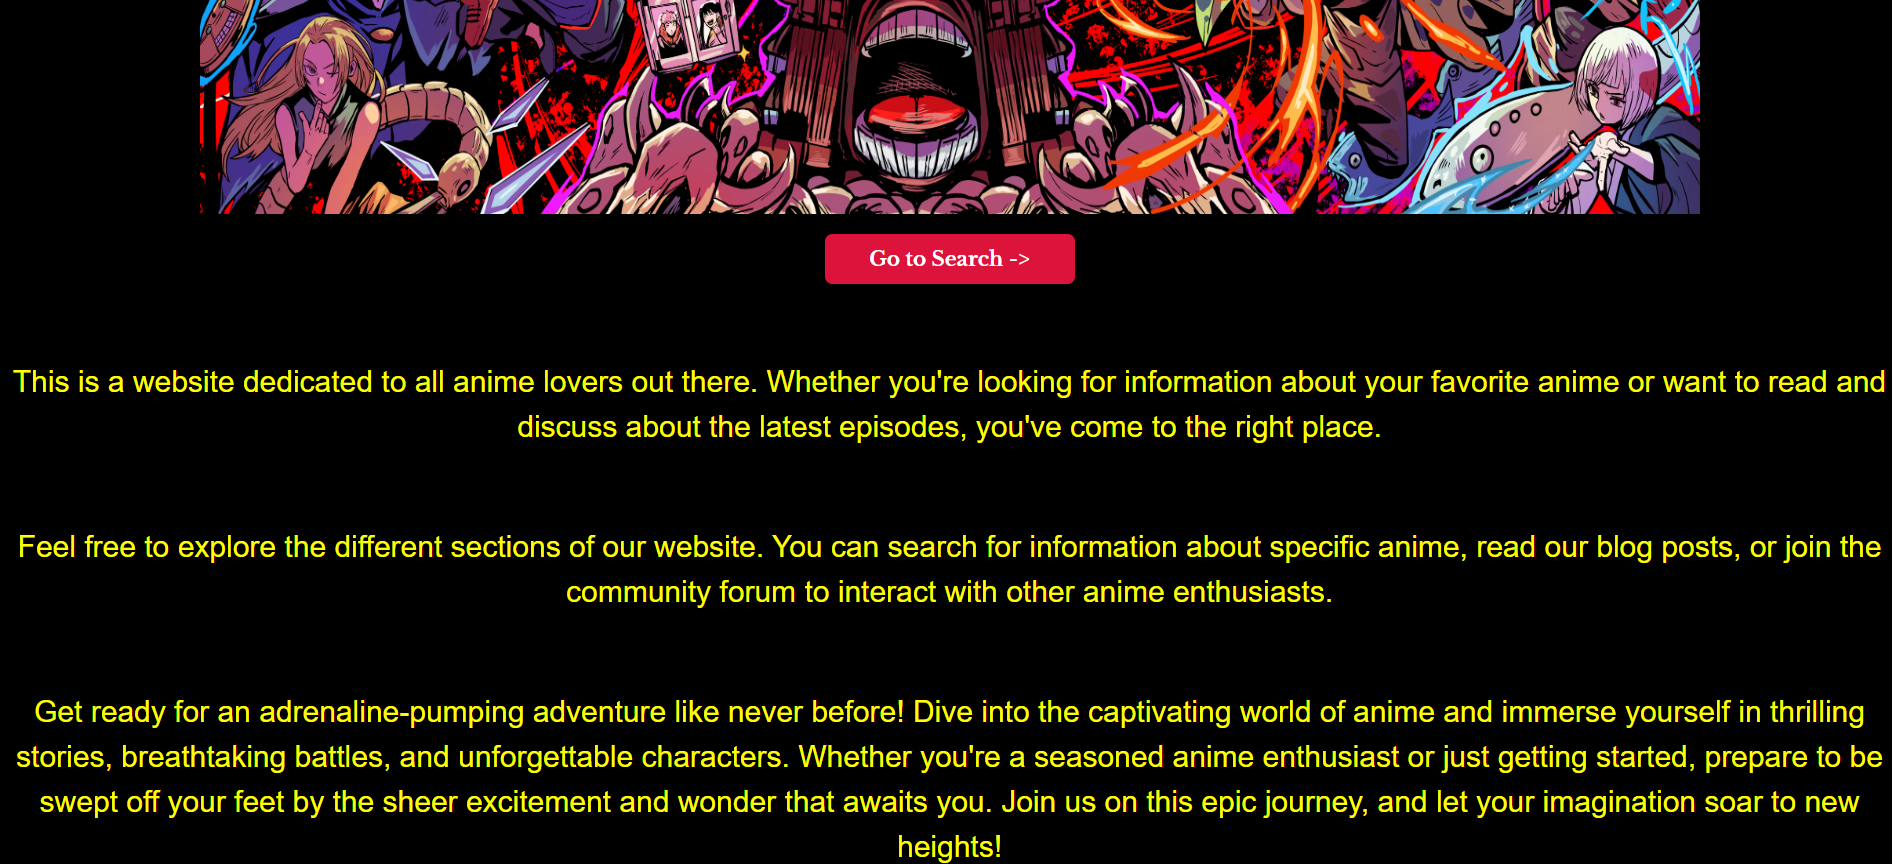 Go to Search ->
This is a website dedicated to all anime lovers out there. Whether you're looking for information about your favorite anime or want to read and
discuss about the latest episodes, you've come to the right place.
Feel free to explore the different sections of our website. You can search for information about specific anime, read our blog posts, or join the
community forum to interact with other anime enthusiasts.
Get ready for an adrenaline-pumping adventure like never before! Dive into the captivating world of anime and immerse yourself in thrilling
stories, breathtaking battles, and unforgettable characters. Whether you're a seasoned anime enthusiast or just getting started, prepare to be
swept off your feet by the sheer excitement and wonder that awaits you. Join us on this epic journey, and let your imagination soar to new
heights!